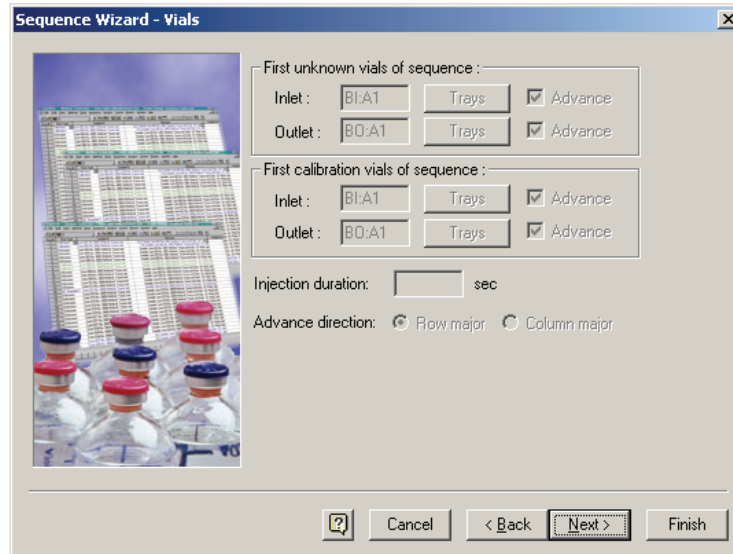 Sequence Wizard - Vials
First unknown vials of sequence :
Inlet : BI:A1 Trays Advance
Outlet : BO:A1 Trays Advance
First calibration vials of sequence :
Inlet : BI:A1 Trays Advance
Outlet : BO:A1 Trays Advance
Injection duration: sec
Advance direction: Row major Column major
Cancel < Back Next > Finish